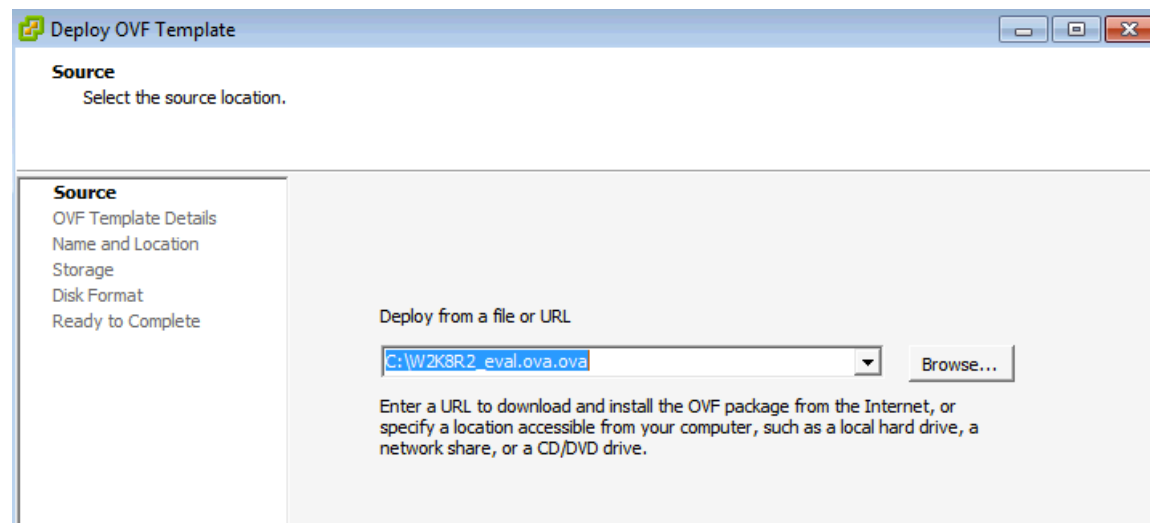 Deploy OVF Template
Source
Select the source location.
Source
OVF Template Details
Name and Location
Storage
Disk Format
Ready to Complete
Deploy from a file or URL
C:\W2K8R2_eval.ova.ova
Browse...
Enter a URL to download and install the OVF package from the Internet, or
specify a location accessible from your computer, such as a local hard drive, a
network share, or a CD/DVD drive.